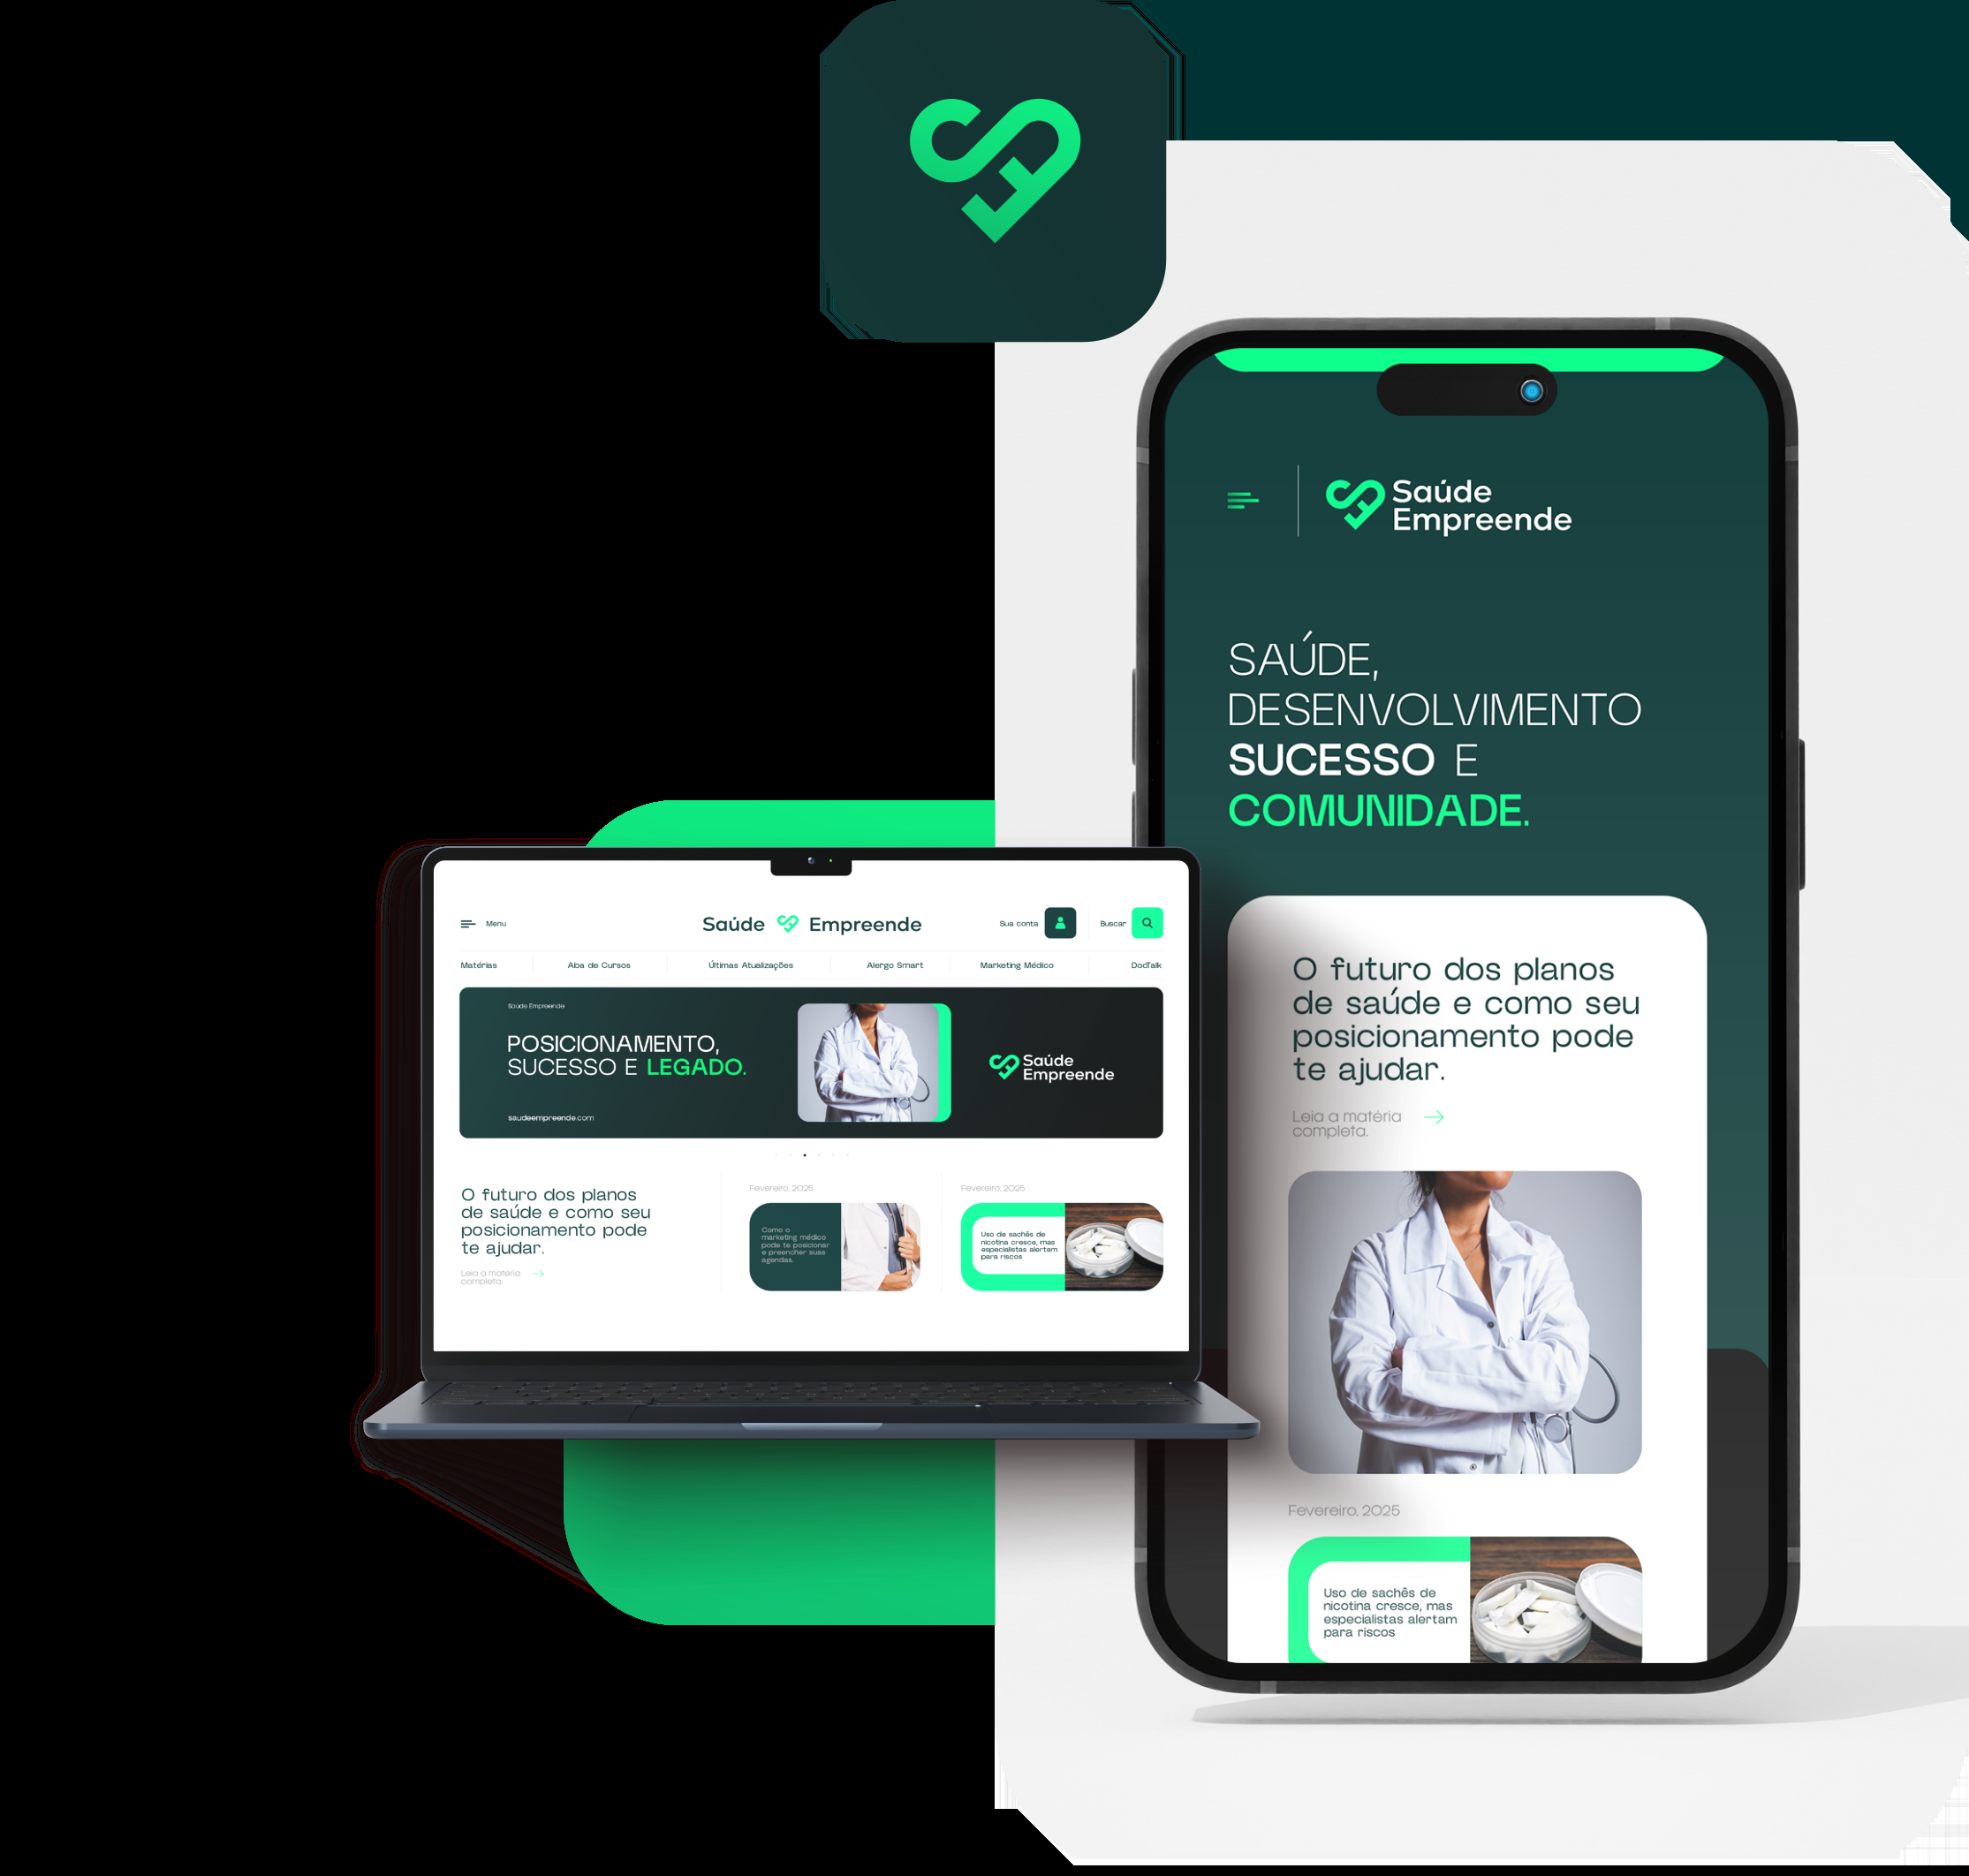 Saúde
Empreende
SAÚDE,
DESENVOLVIMENTO
SUCESSO E
COMUNIDADE.
O futuro dos planos
de saúde e como seu
posicionamento pode
te ajudar.
Leia a matéria
completa.
Fevereiro, 2025
Uso de sachês de
nicotina cresce, mas
especialistas alertam
para riscos
Menu
Saúde Empreende
Sua conta
Buscar
Matérias
Aba de Cursos
Últimas Atualizações
Alergo Smart
Marketing Médico
DocTalk
Saúde Empreende
POSICIONAMENTO,
SUCESSO E LEGADO.
saudeempreende.com
Saúde
Empreende
O futuro dos planos
de saúde e como seu
posicionamento pode
te ajudar.
Leia a matéria
completa.
Fevereiro, 2025
Como o
marketing médico
pode te posicionar
e preencher suas
agendas.
Fevereiro, 2025
Uso de sachês de
nicotina cresce, mas
especialistas alertam
para riscos